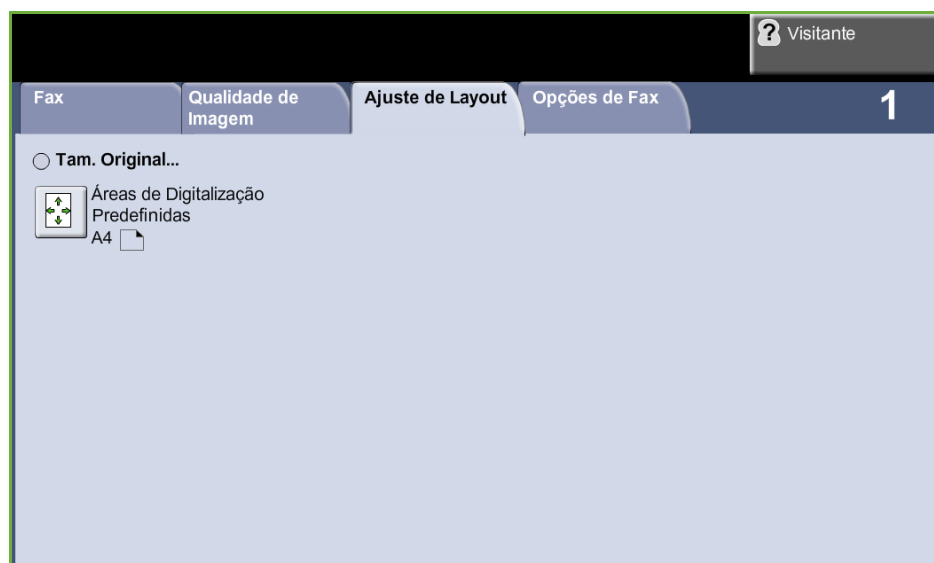 Visitante
Fax
Qualidade de
Imagem
Ajuste de Layout
Opções de Fax
1
Tam. Original...
Áreas de Digitalização
Predefinidas
A4